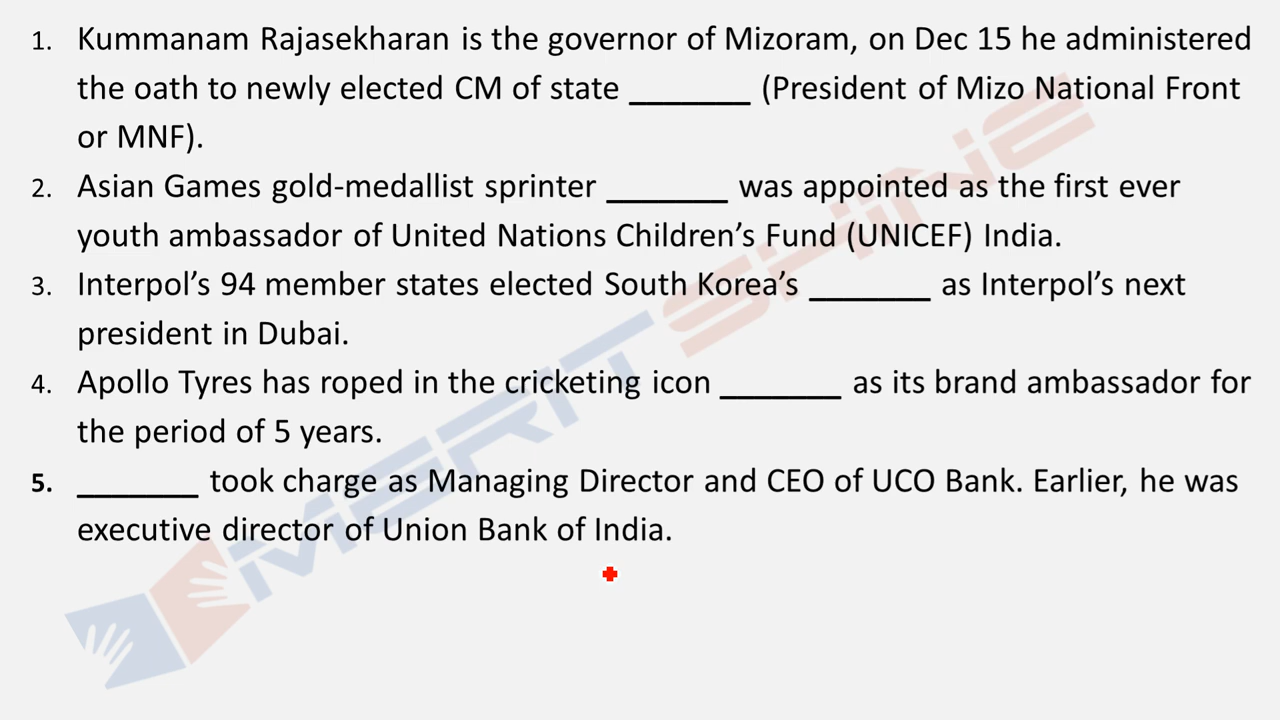 1. Kummanam Rajasekharan is the governor of Mizoram, on Dec 15 he administered
the oath to newly elected CM of state _______ (President of Mizo National Front
or MNF).
2. Asian Games gold-medallist sprinter _______ was appointed as the first ever
youth ambassador of United Nations Children’s Fund (UNICEF) India.
3. Interpol’s 94 member states elected South Korea’s _______ as Interpol’s next
president in Dubai.
4. Apollo Tyres has roped in the cricketing icon _______ as its brand ambassador for
the period of 5 years.
5. _______ took charge as Managing Director and CEO of UCO Bank. Earlier, he was
executive director of Union Bank of India.
MERITSHINE